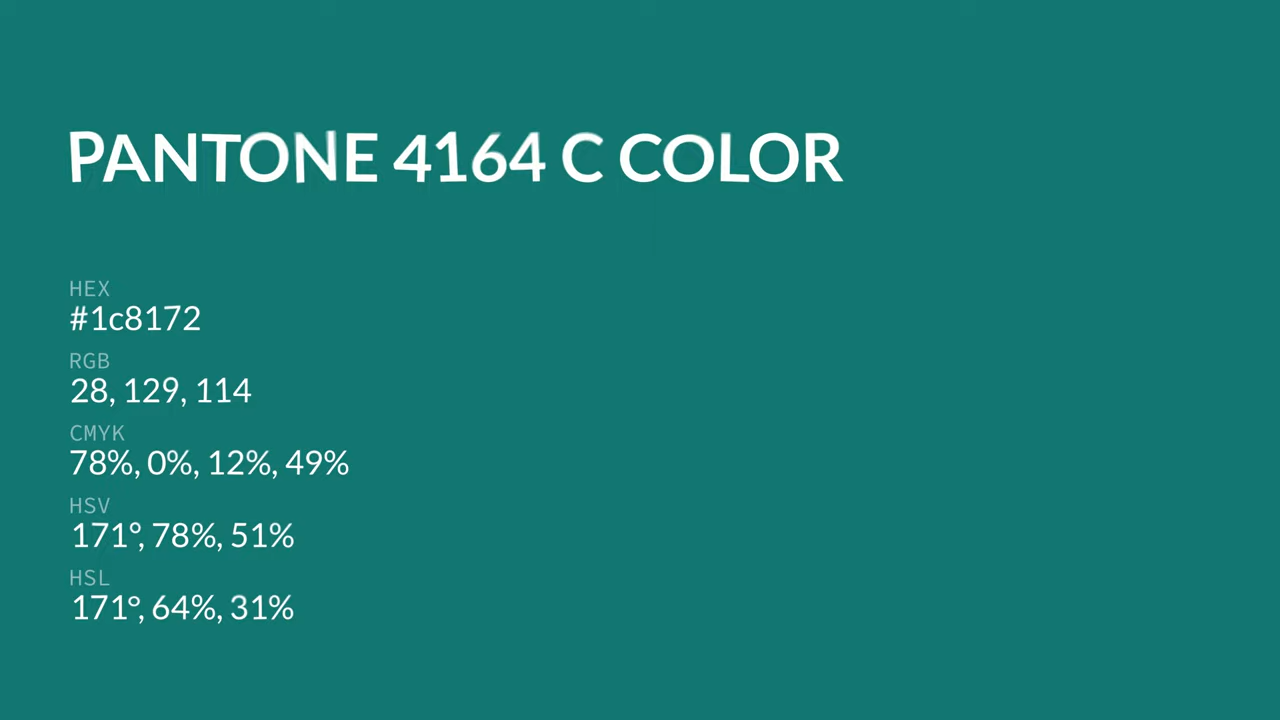 PANTONE 4164 C COLOR
HEX
#1c8172
RGB
28, 129, 114
CMYK
78%, 0%, 12%, 49%
HSV
171°, 78%, 51%
HSL
171°, 64%, 31%